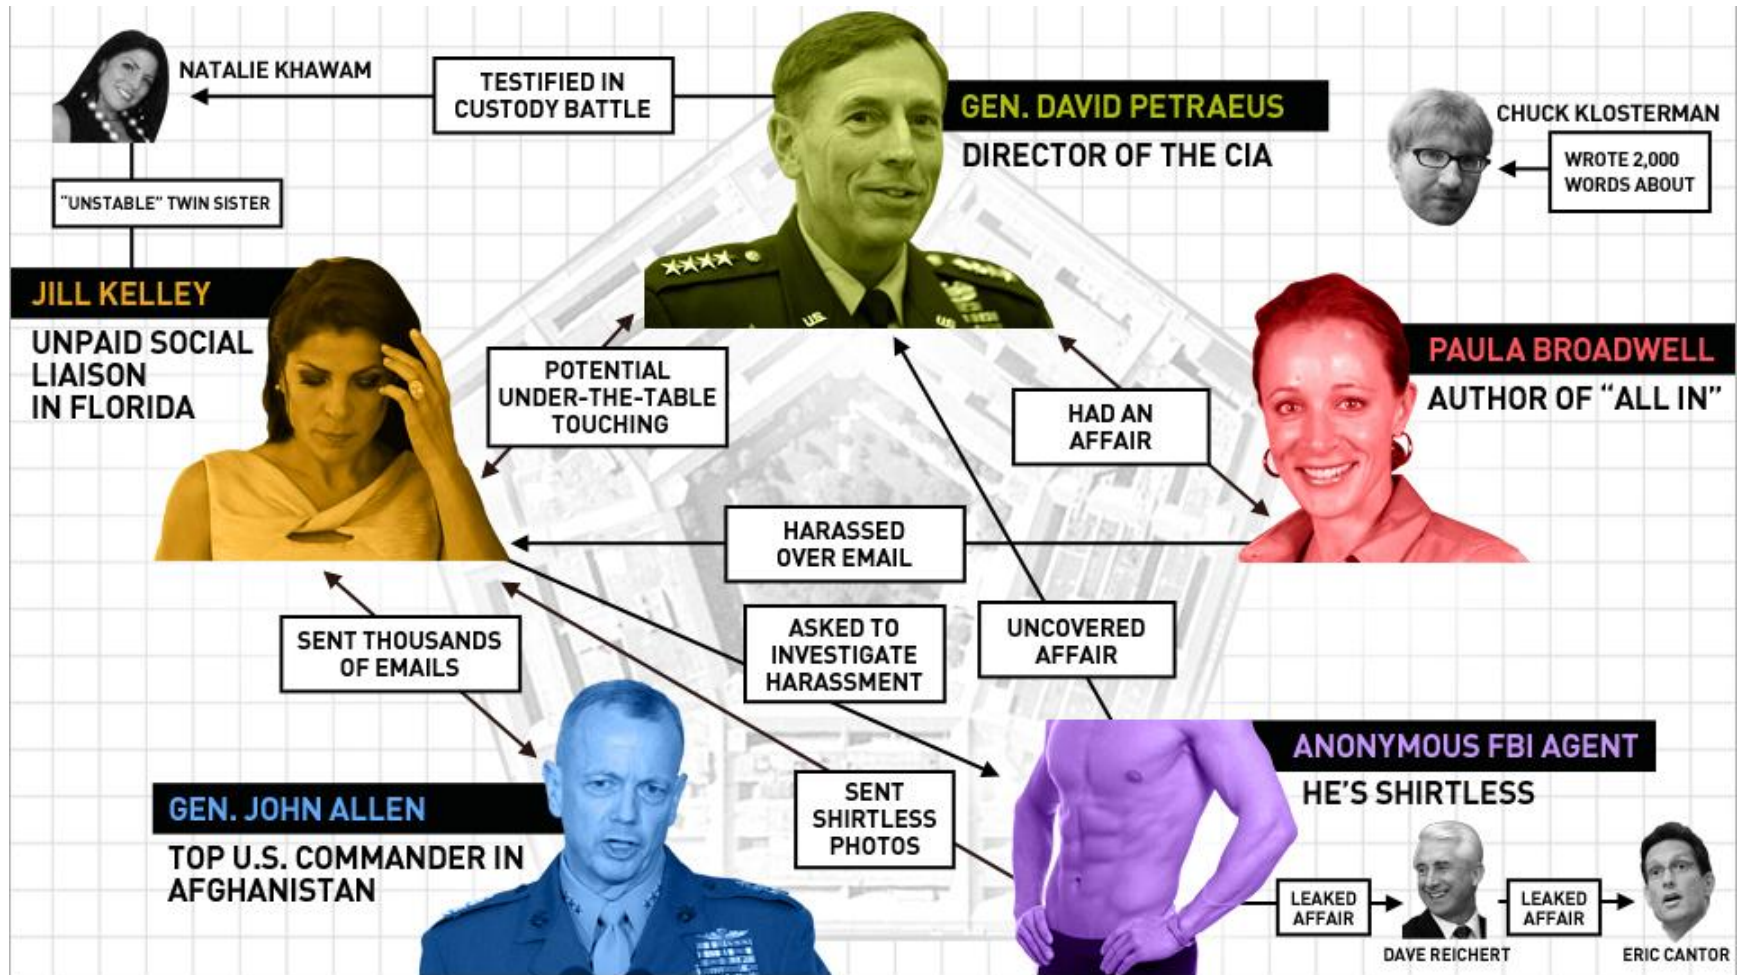 NATALIE KHAWAM
TESTIFIED IN
CUSTODY BATTLE
GEN. DAVID PETRAEUS
DIRECTOR OF THE CIA
CHUCK KLOSTERMAN
WROTE 2,000
WORDS ABOUT
"UNSTABLE" TWIN SISTER
JILL KELLEY
UNPAID SOCIAL
LIAISON
IN FLORIDA
U.S.
U.S.
POTENTIAL
UNDER-THE-TABLE
TOUCHING
HAD AN
AFFAIR
PAULA BROADWELL
AUTHOR OF "ALL IN"
HARASSED
OVER EMAIL
SENT THOUSANDS
OF EMAILS
ASKED TO
INVESTIGATE
HARASSMENT
UNCOVERED
AFFAIR
GEN. JOHN ALLEN
TOP U.S. COMMANDER IN
AFGHANISTAN
SENT
SHIRTLESS
PHOTOS
ANONYMOUS FBI AGENT
HE'S SHIRTLESS
LEAKED
AFFAIR
DAVE REICHERT
LEAKED
AFFAIR
ERIC CANTOR